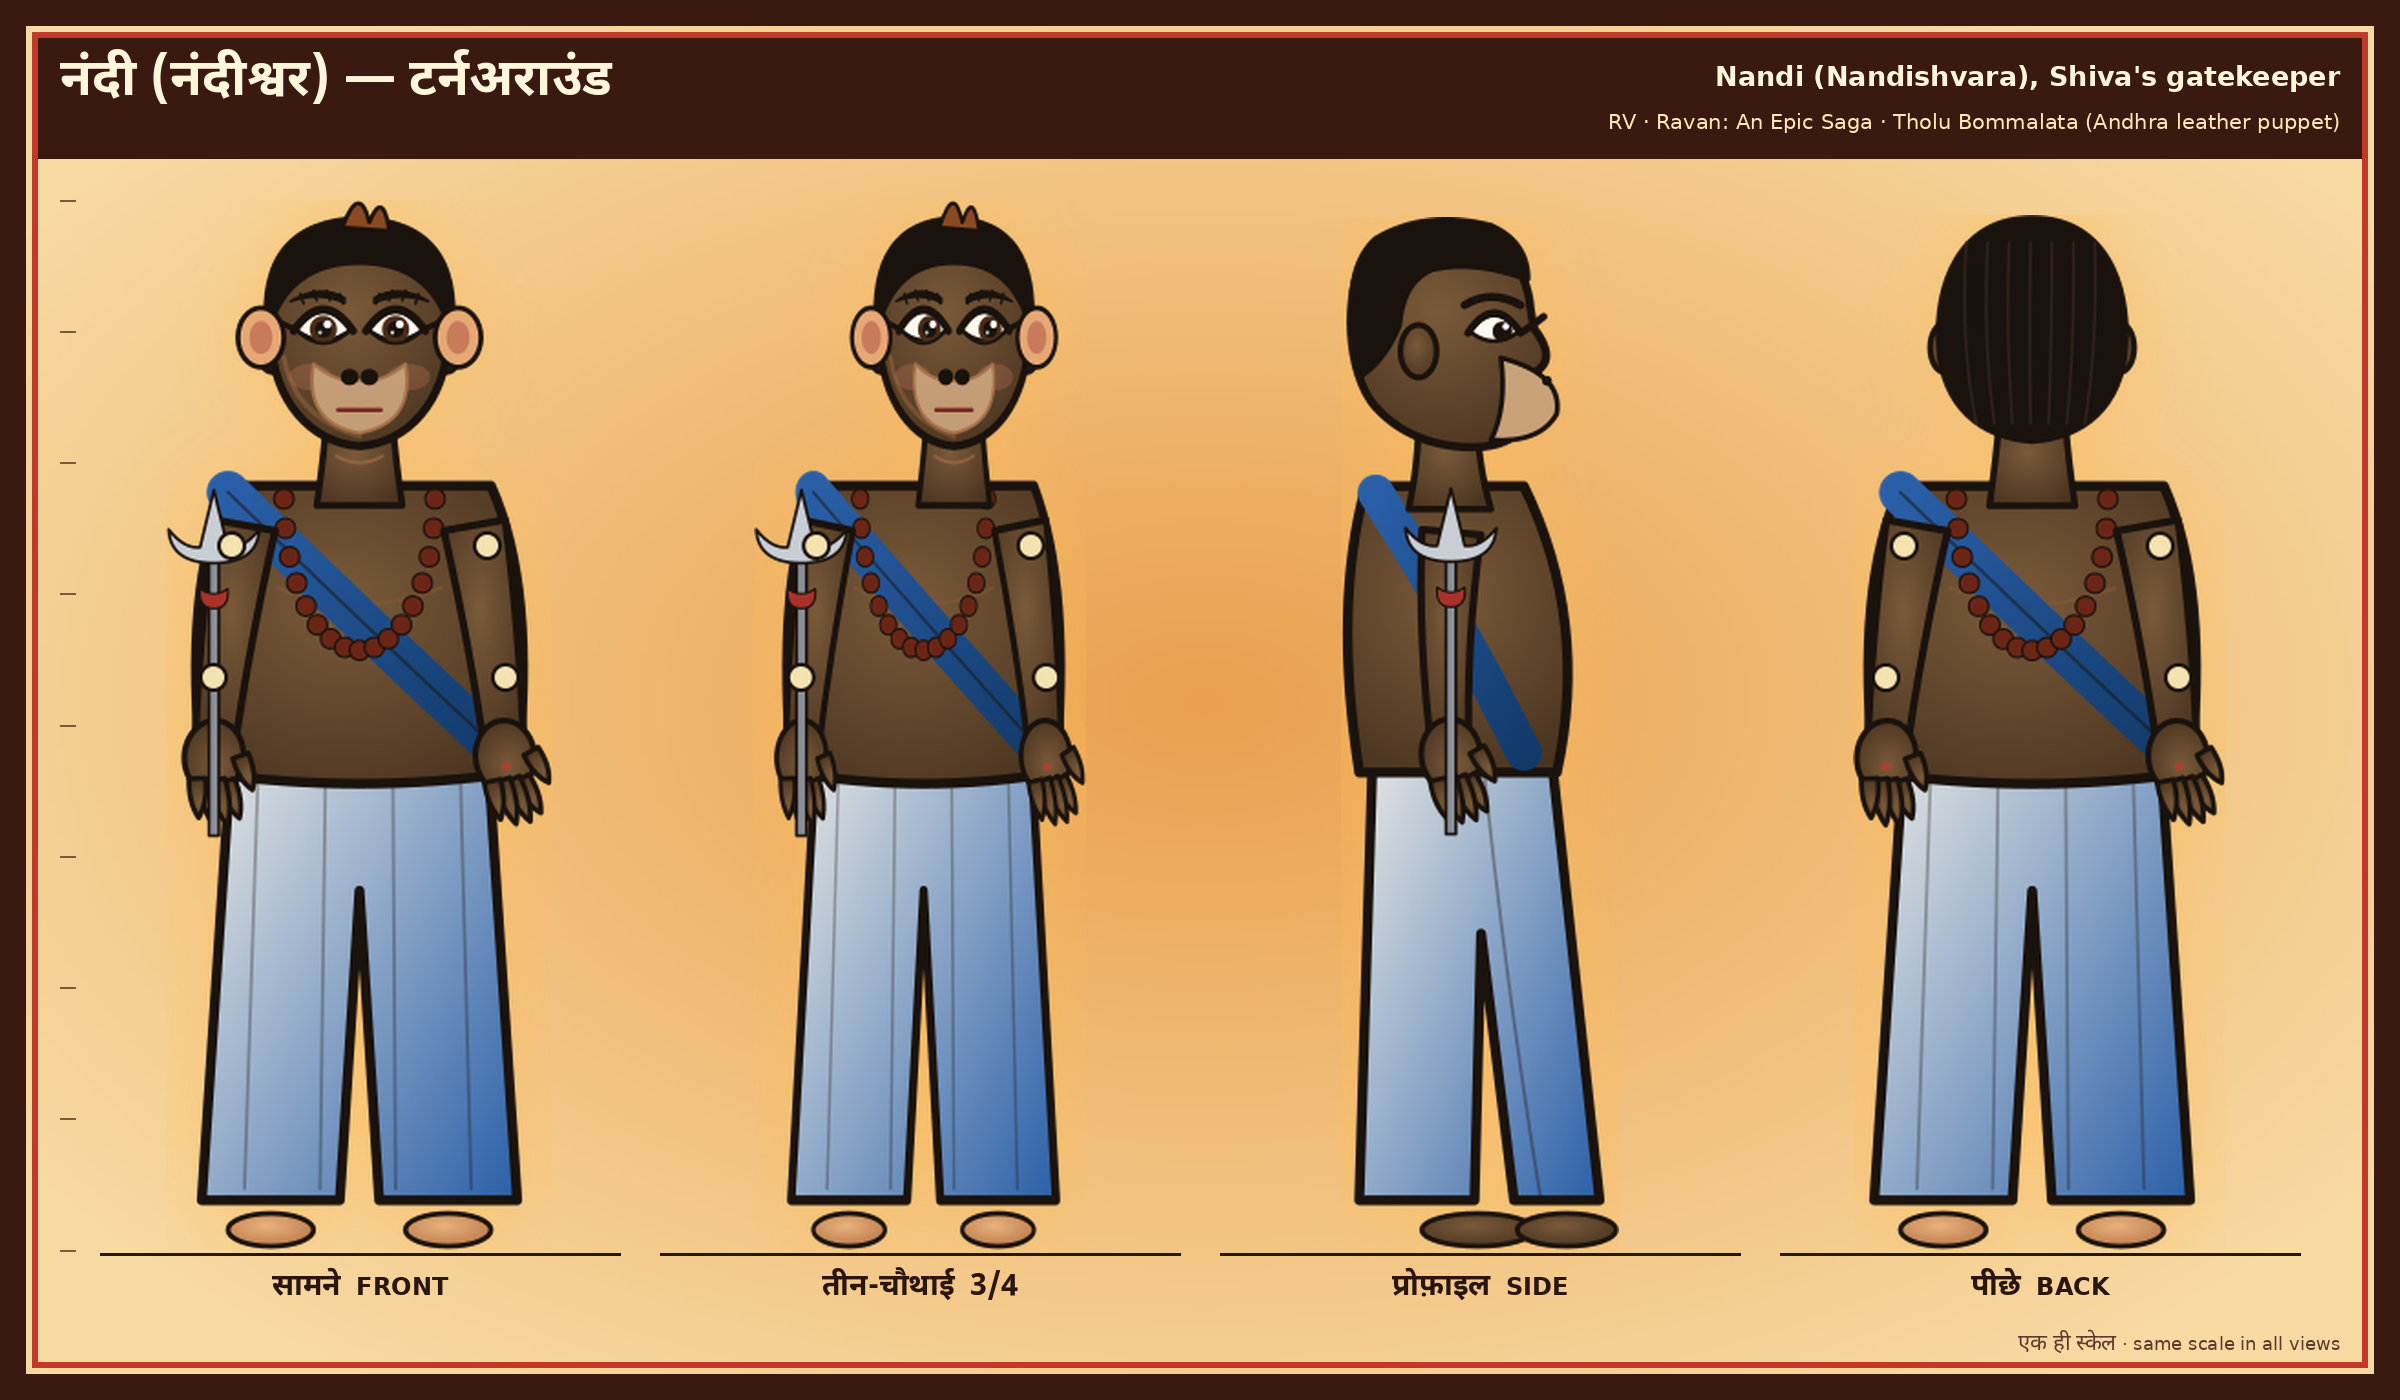 नंदी (नंदीश्वर) — टर्नअराउंड
Nandi (Nandishvara), Shiva's gatekeeper
RV · Ravan: An Epic Saga · Tholu Bommalata (Andhra leather puppet)
सामने FRONT
तीन-चौथाई 3/4
प्रोफ़ाइल SIDE
पीछे BACK
एक ही स्केल · same scale in all views